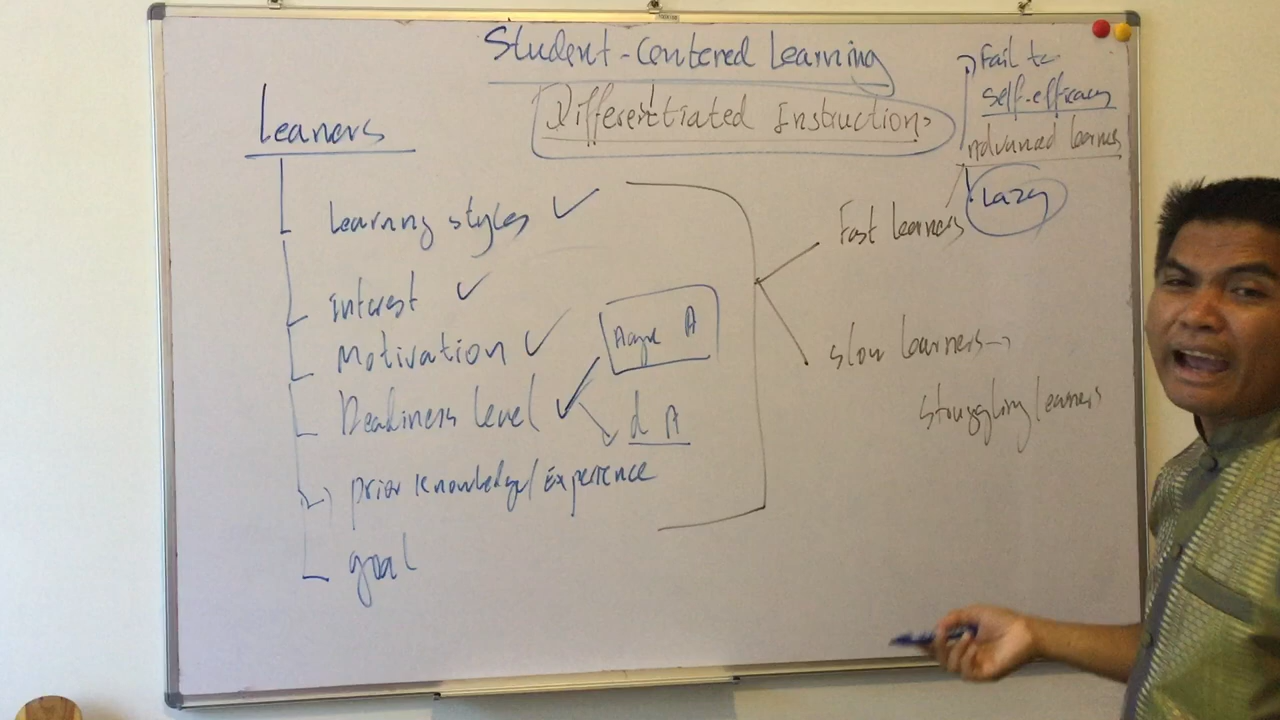 Student-Centered Learning
Differentiated Instruction
Leaners
Learning styles
Interest
Motivation
Readiness level
A
d A
prior knowledge/Experience
goal
Fail to
self-efficacy
Advanced learners
Lazy
Fast learners
Slow learners
struggling learners